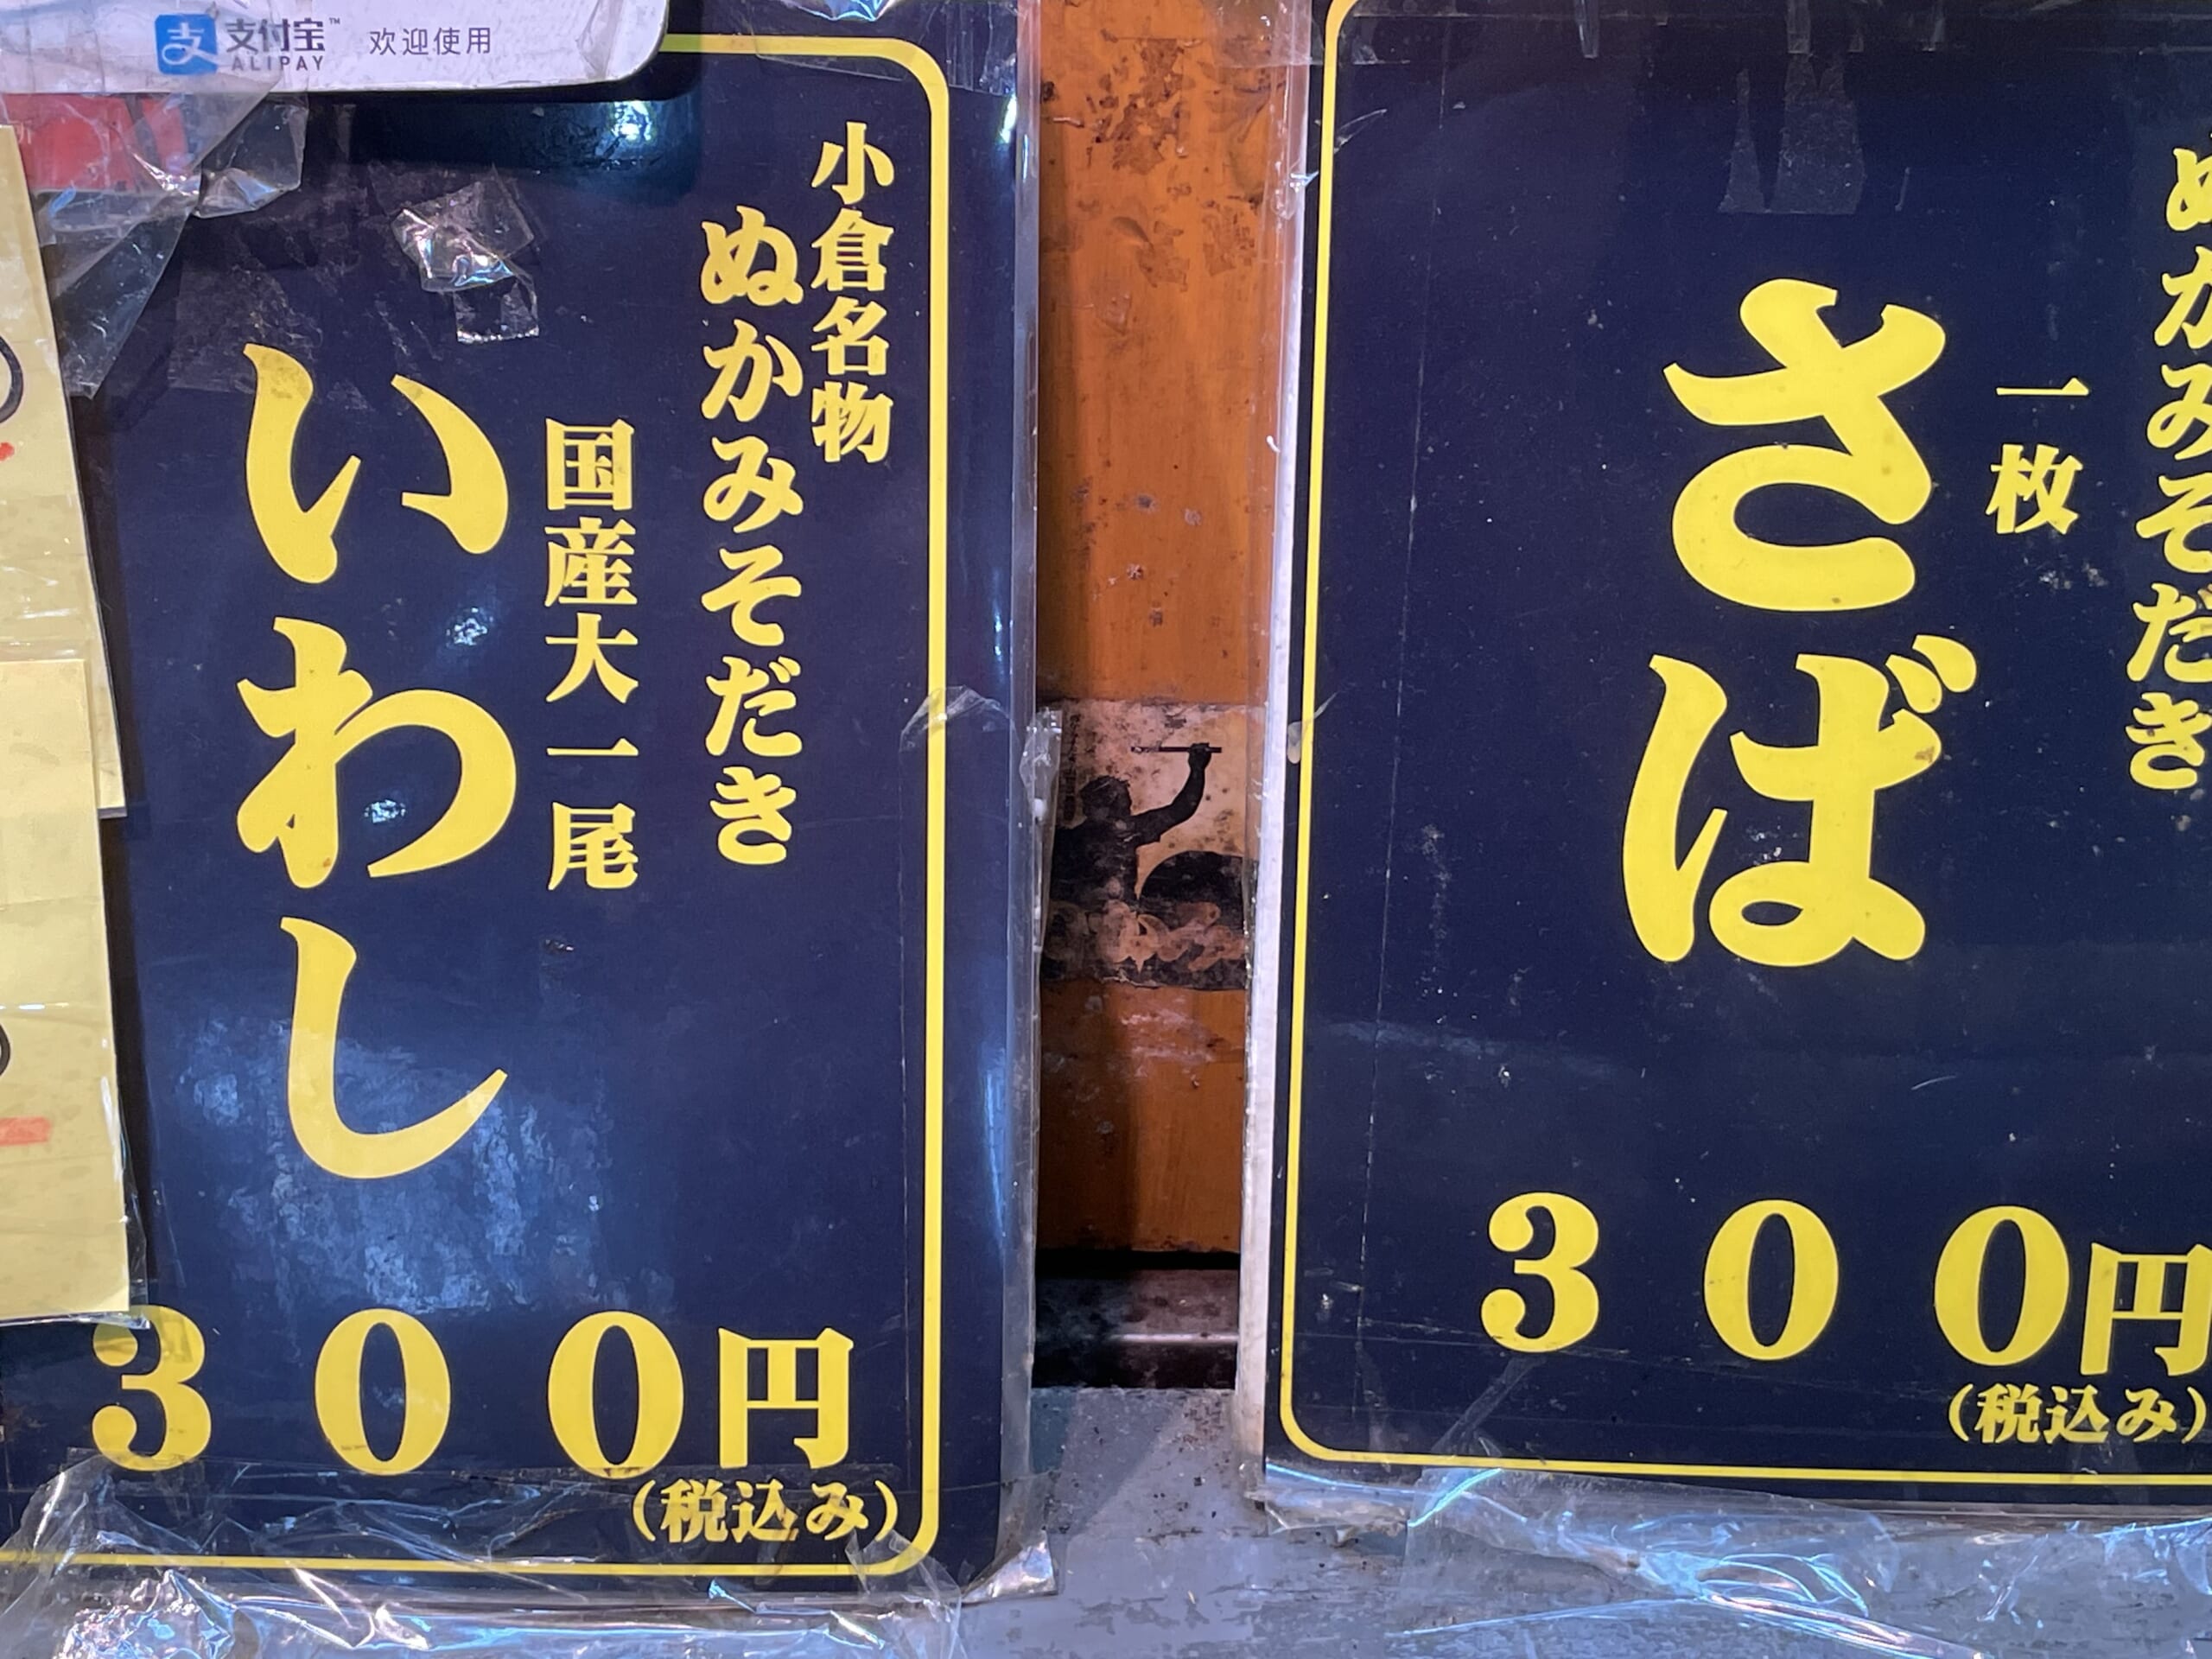 支付宝™
ALIPAY
欢迎使用
小倉名物
ぬかみそだき
国産大一尾
いわし
300円
(税込み)
ぬかみそだき
一枚
さば
300円
(税込み)